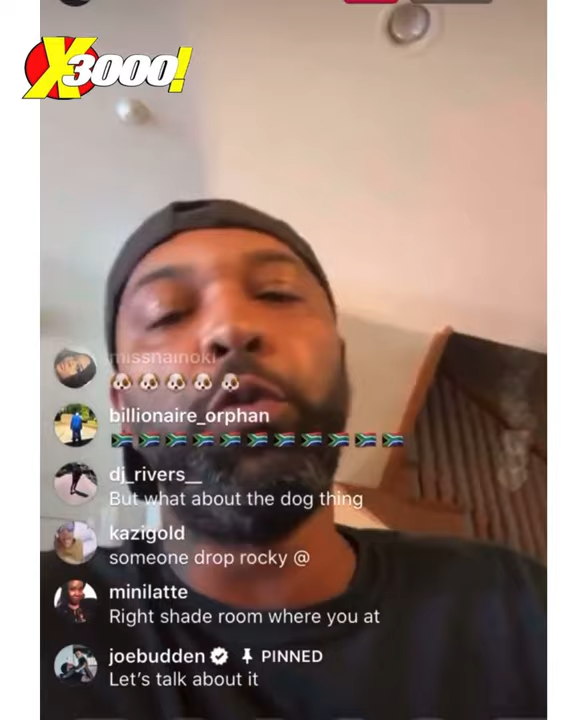 X3000!
missnainoki
🐶 🐶 🐶 🐶 🐶
billionaire_orphan
🇿🇦 🇿🇦 🇿🇦 🇿🇦 🇿🇦 🇿🇦 🇿🇦 🇿🇦 🇿🇦 🇿🇦 🇿🇦
dj_rivers__
But what about the dog thing
kazigold
someone drop rocky @
minilatte
Right shade room where you at
joebudden PINNED
Let’s talk about it